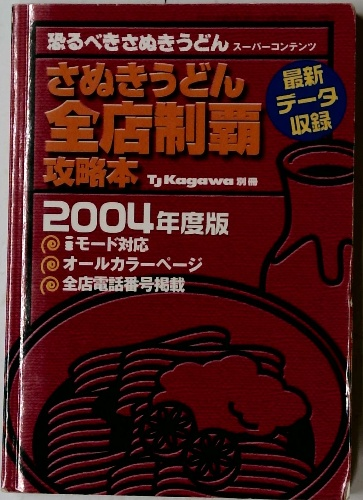 恐るべきさぬきうどん スーパーコンテンツ
さぬきうどん
全店制覇
攻略本 TJ Kagawa 別冊
最新
データ
収録
2004年度版
iモード対応
オールカラーページ
全店電話番号掲載